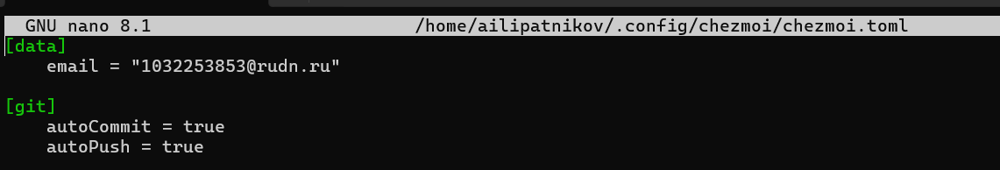 GNU nano 8.1 /home/ailipatnikov/.config/chezmoi/chezmoi.toml
[data]
email = "1032253853@rudn.ru"
[git]
autoCommit = true
autoPush = true